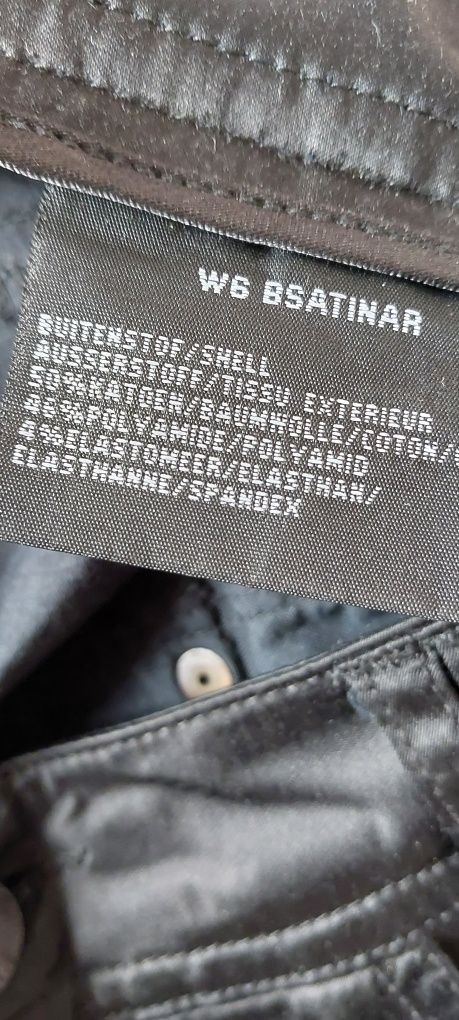 W6 BSATINAR
BUITENSTOF/SHELL
AUSSERSTOFF/TISSU EXTERIEUR
50%KATOEN/BAUMWOLLE/COTON/
46%POLYAMIDE/POLYAMID
4%ELASTOMEER/ELASTHAN/
ELASTHANNE/SPANDEX